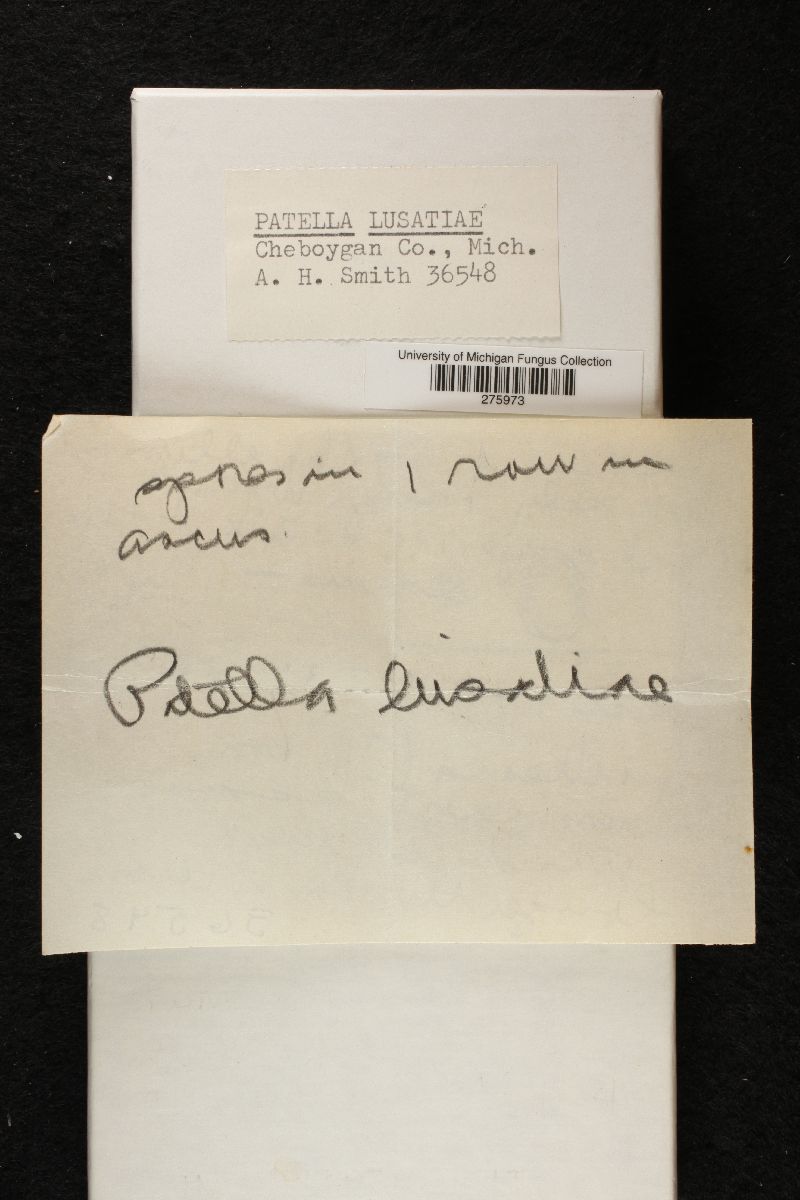 PATELLA LUSATIAE
Cheboygan Co., Mich.
A. H. Smith 36548
University of Michigan Fungus Collection
275973
spores in 1 row in
ascus.
Patella lusatiae